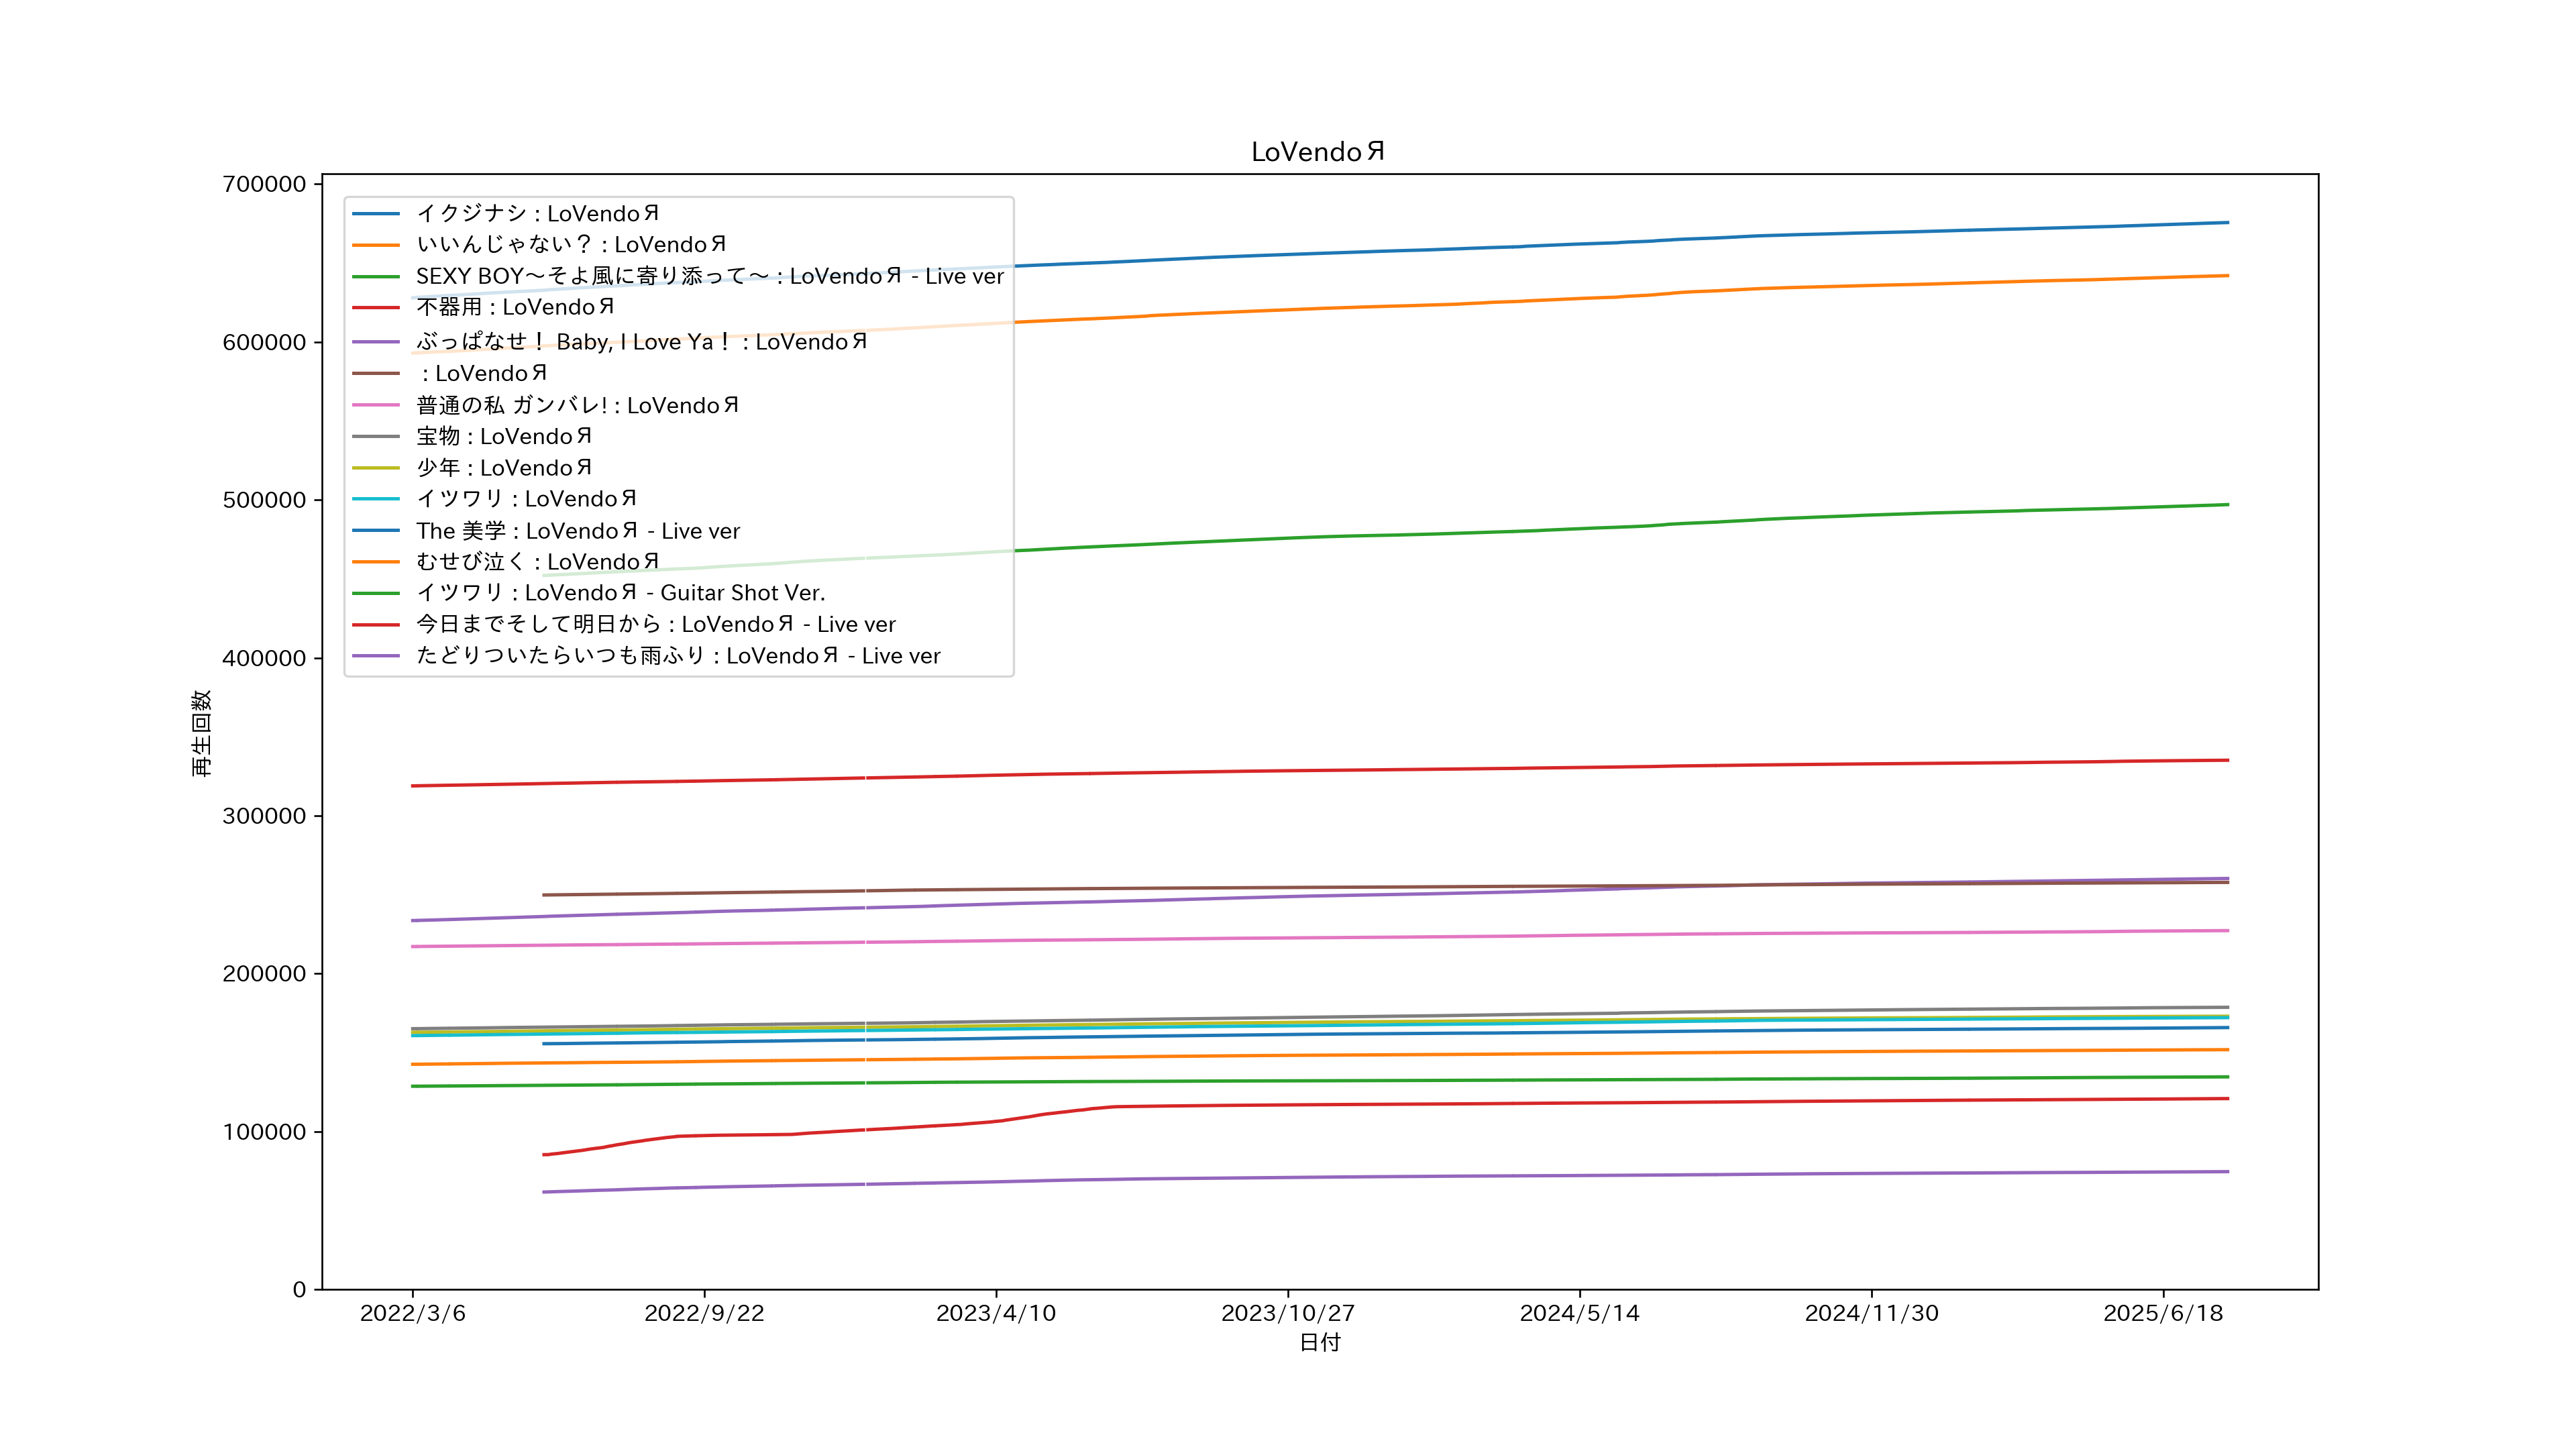 LoVendoЯ
700000
600000
500000
400000
300000
200000
100000
0
再生回数
イクジナシ : LoVendoЯ
いいんじゃない？ : LoVendoЯ
SEXY BOY～そよ風に寄り添って～ : LoVendoЯ - Live ver
不器用 : LoVendoЯ
ぶっぱなせ！ Baby, I Love Ya！ : LoVendoЯ
: LoVendoЯ
普通の私 ガンバレ! : LoVendoЯ
宝物 : LoVendoЯ
少年 : LoVendoЯ
イツワリ : LoVendoЯ
The 美学 : LoVendoЯ - Live ver
むせび泣く : LoVendoЯ
イツワリ : LoVendoЯ - Guitar Shot Ver.
今日までそして明日から : LoVendoЯ - Live ver
たどりついたらいつも雨ふり : LoVendoЯ - Live ver
2022/3/6 2022/9/22 2023/4/10 2023/10/27 2024/5/14 2024/11/30 2025/6/18
日付